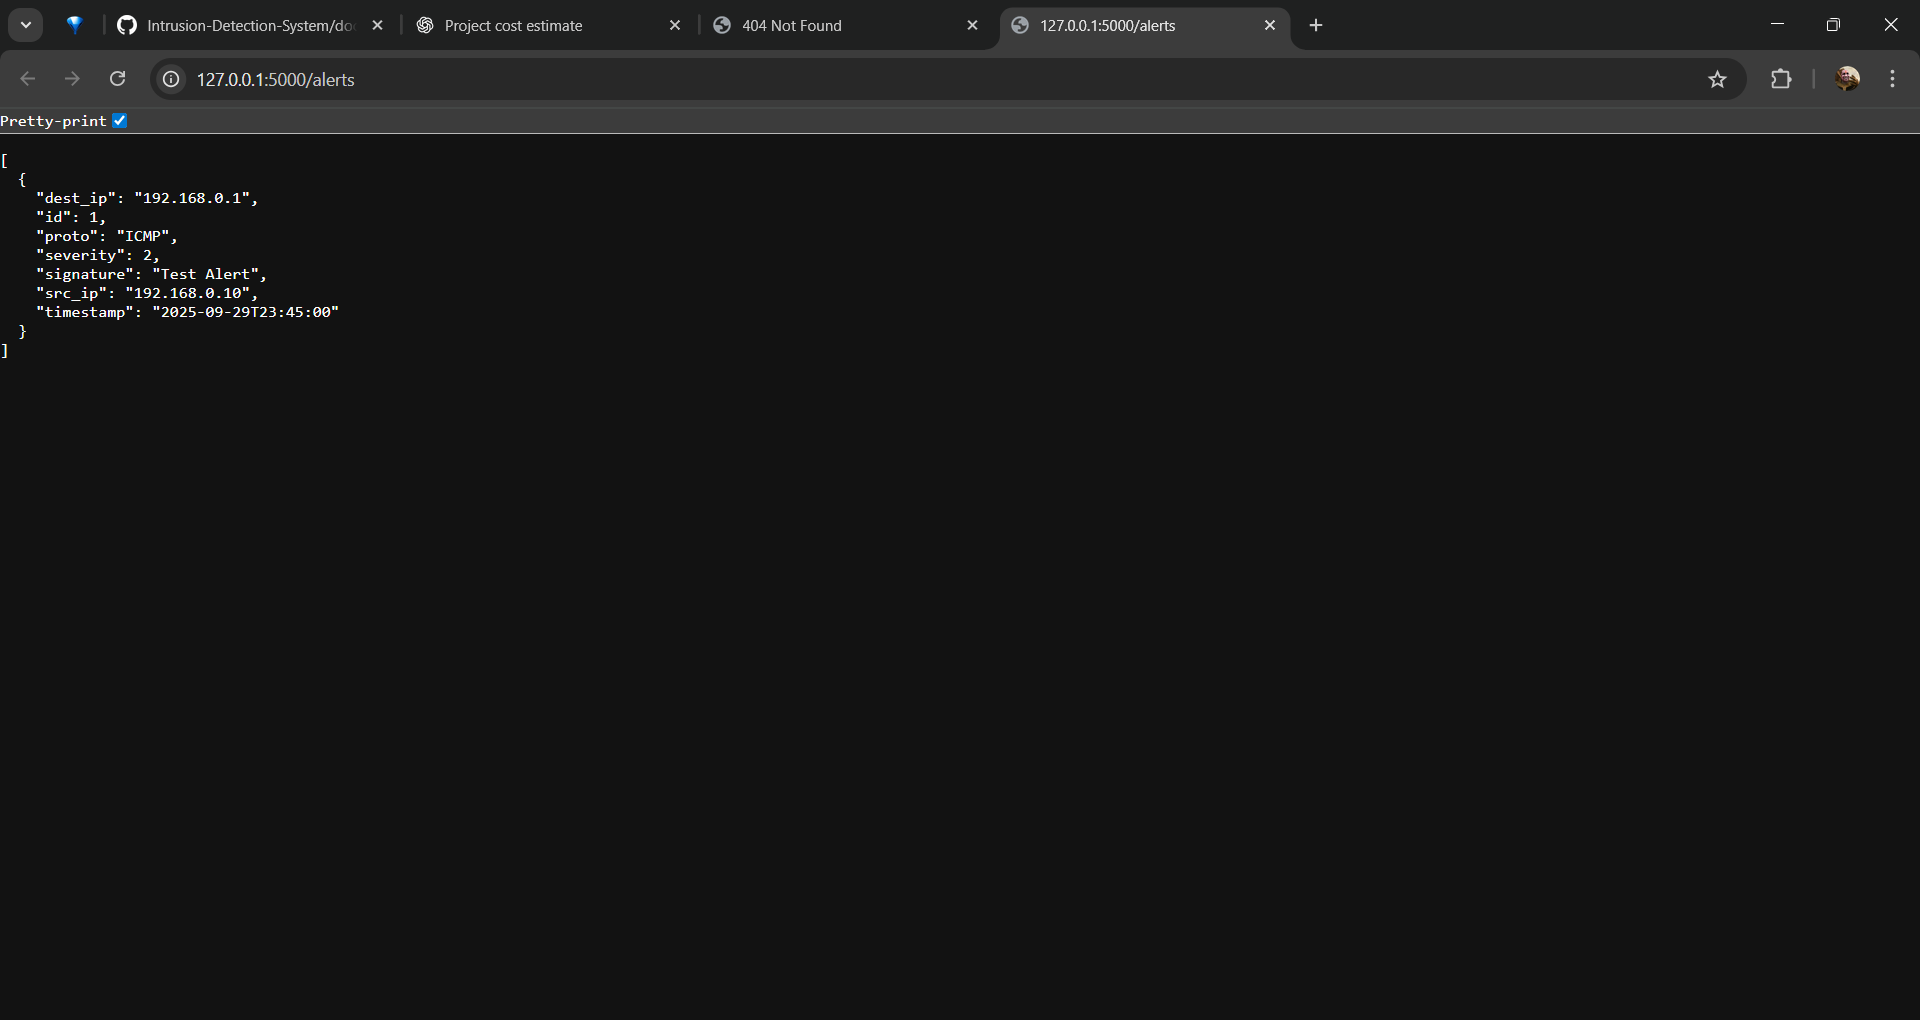 Intrusion-Detection-System/do
Project cost estimate
404 Not Found
127.0.0.1:5000/alerts
127.0.0.1:5000/alerts
Pretty-print
[
  {
    "dest_ip": "192.168.0.1",
    "id": 1,
    "proto": "ICMP",
    "severity": 2,
    "signature": "Test Alert",
    "src_ip": "192.168.0.10",
    "timestamp": "2025-09-29T23:45:00"
  }
]